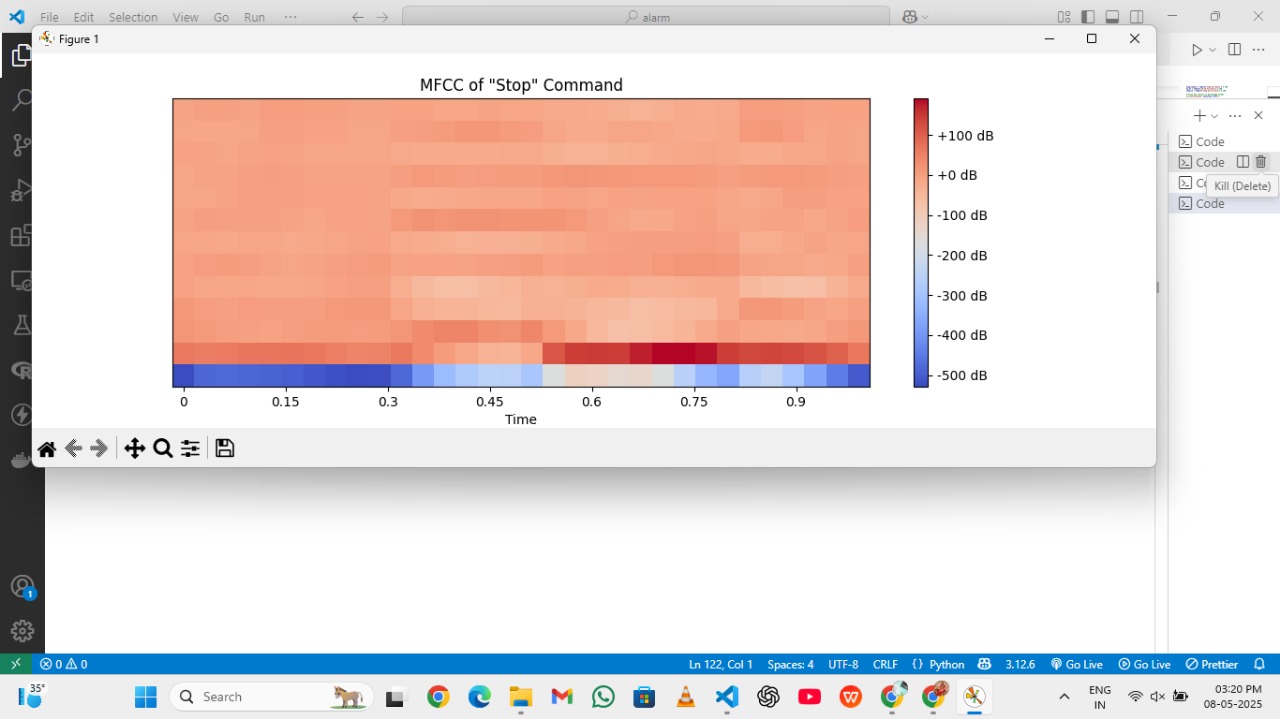 File Edit Selection View Go Run ... alarm
Figure 1
MFCC of "Stop" Command
+100 dB
+0 dB
-100 dB
-200 dB
-300 dB
-400 dB
-500 dB
0 0.15 0.3 0.45 0.6 0.75 0.9
Time
Code
Code
Kill (Delete)
Code
1
0 0 Ln 122, Col 1 Spaces: 4 UTF-8 CRLF {} Python 3.12.6 Go Live Go Live Prettier
35°
Search
ENG
IN
03:20 PM
08-05-2025